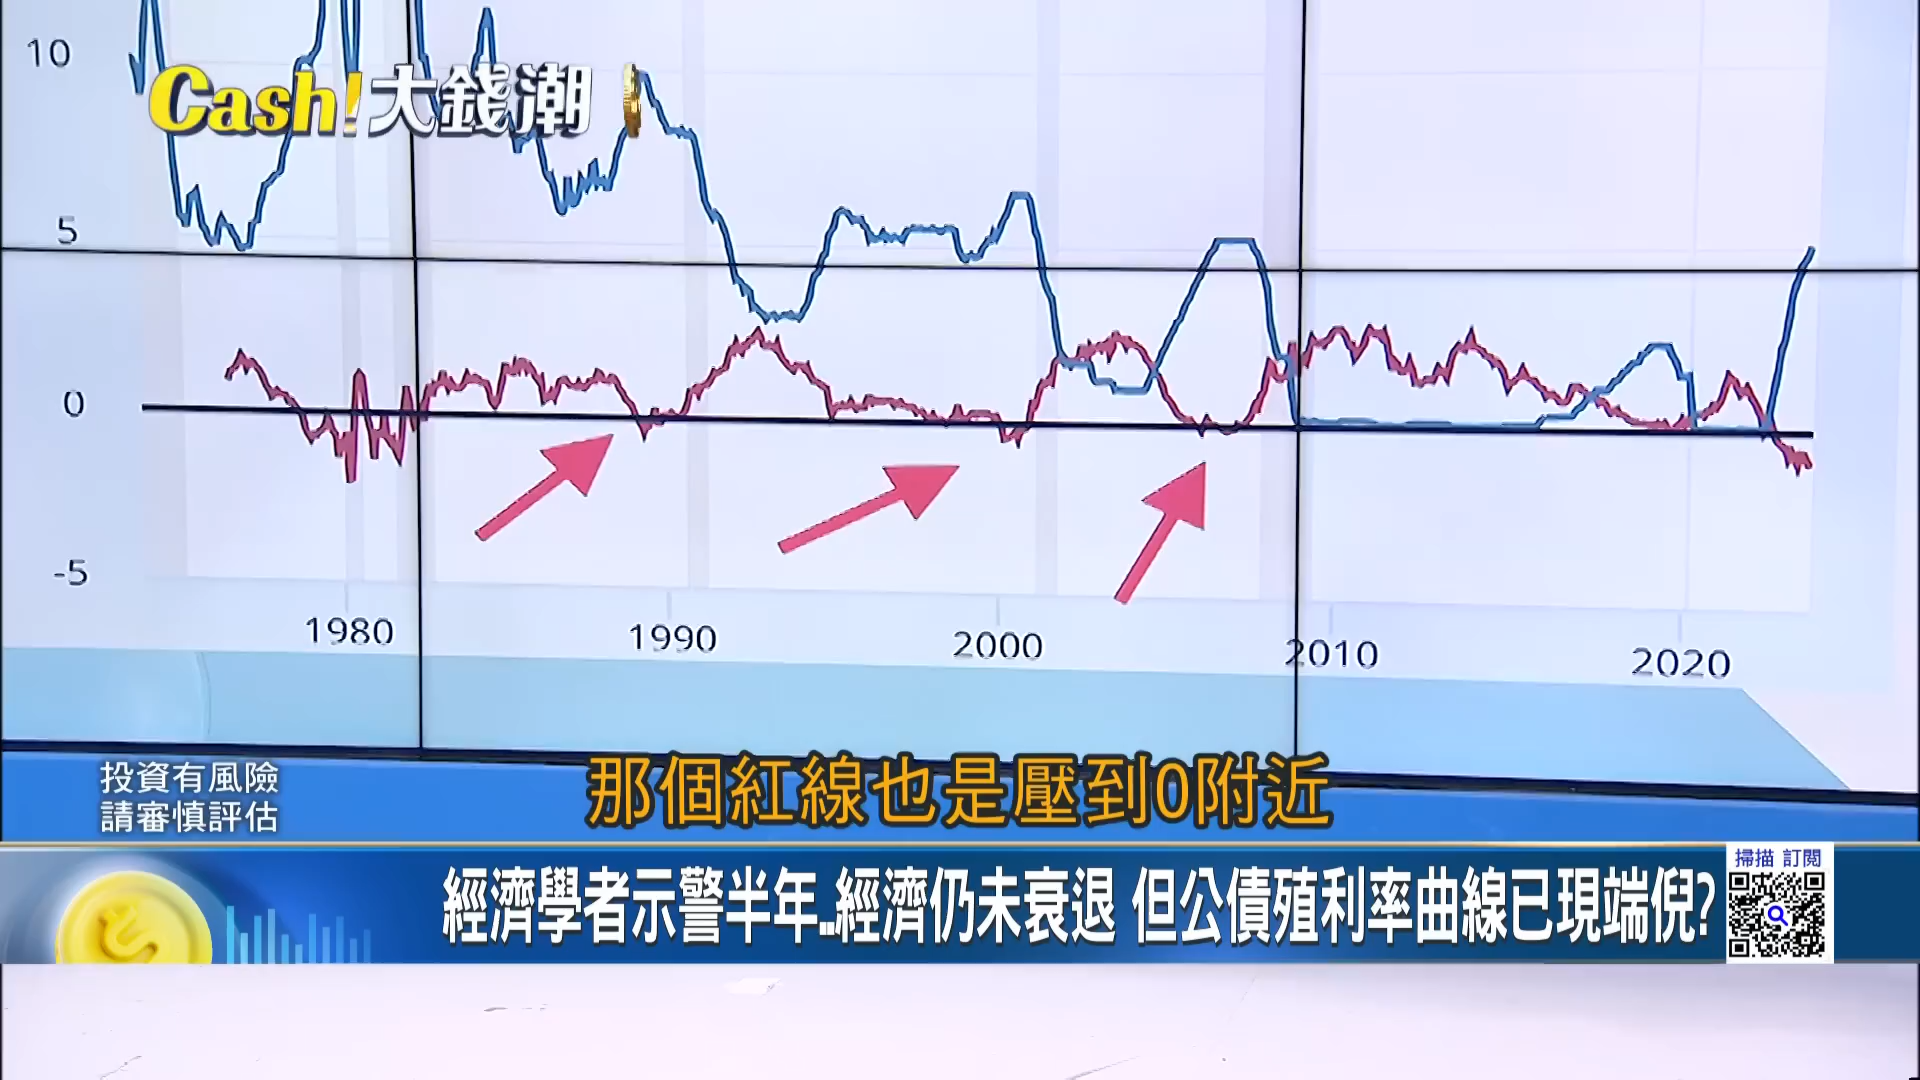 10
Cash!大錢潮
5
0
-5
1980
1990
2000
2010
2020
那個紅線也是壓到0附近
投資有風險
請審慎評估
掃描 訂閱
經濟學者示警半年..經濟仍未衰退 但公債殖利率曲線已現端倪?